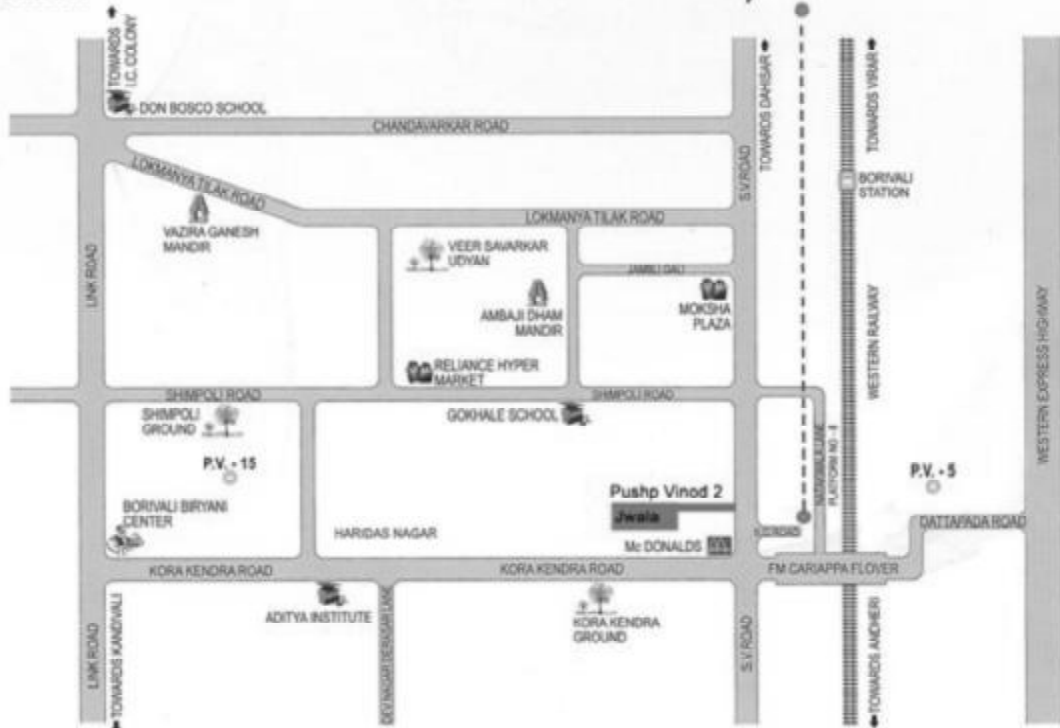 TOWARDS
I.C. COLONY
DON BOSCO SCHOOL
CHANDAVARKAR ROAD
TOWARDS DAHISAR
TOWARDS VIRAR
LOKMANYA TILAK ROAD
S.V.ROAD
BORIVALI
STATION
VAZIRA GANESH
MANDIR
LOKMANYA TILAK ROAD
LINK ROAD
VEER SAVARKAR
UDYAN
JAMBLI GALI
AMBAJI DHAM
MANDIR
MOKSHA
PLAZA
WESTERN RAILWAY
WESTERN EXPRESS HIGHWAY
RELIANCE HYPER
MARKET
SHIMPOLI ROAD
SHIMPOLI ROAD
SHIMPOLI
GROUND
GOKHALE SCHOOL
PLATFORM NO - 4
P.V. - 15
P.V. - 5
Pushp Vinod 2
Jwala
BORIVALI BIRYANI
CENTER
HARIDAS NAGAR
Mc DONALDS
DATTAPADA ROAD
KORA KENDRA ROAD
KORA KENDRA ROAD
FM CARIAPPA FLOVER
ADITYA INSTITUTE
KORA KENDRA
GROUND
LINK ROAD
TOWARDS KANDIVALI
S.V.ROAD
TOWARDS ANDHERI